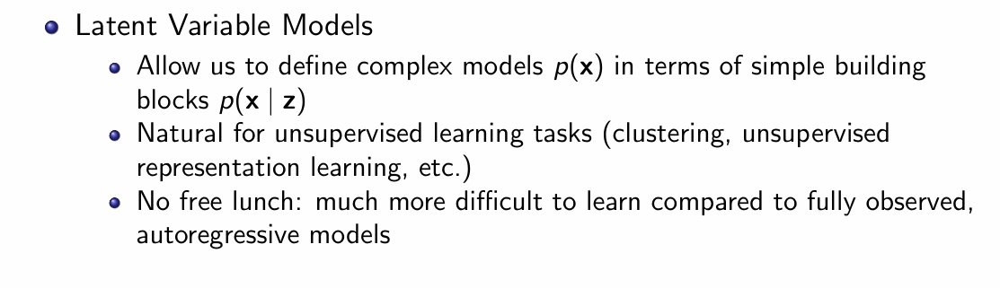 Latent Variable Models
Allow us to define complex models p(x) in terms of simple building
blocks p(x | z)
Natural for unsupervised learning tasks (clustering, unsupervised
representation learning, etc.)
No free lunch: much more difficult to learn compared to fully observed,
autoregressive models